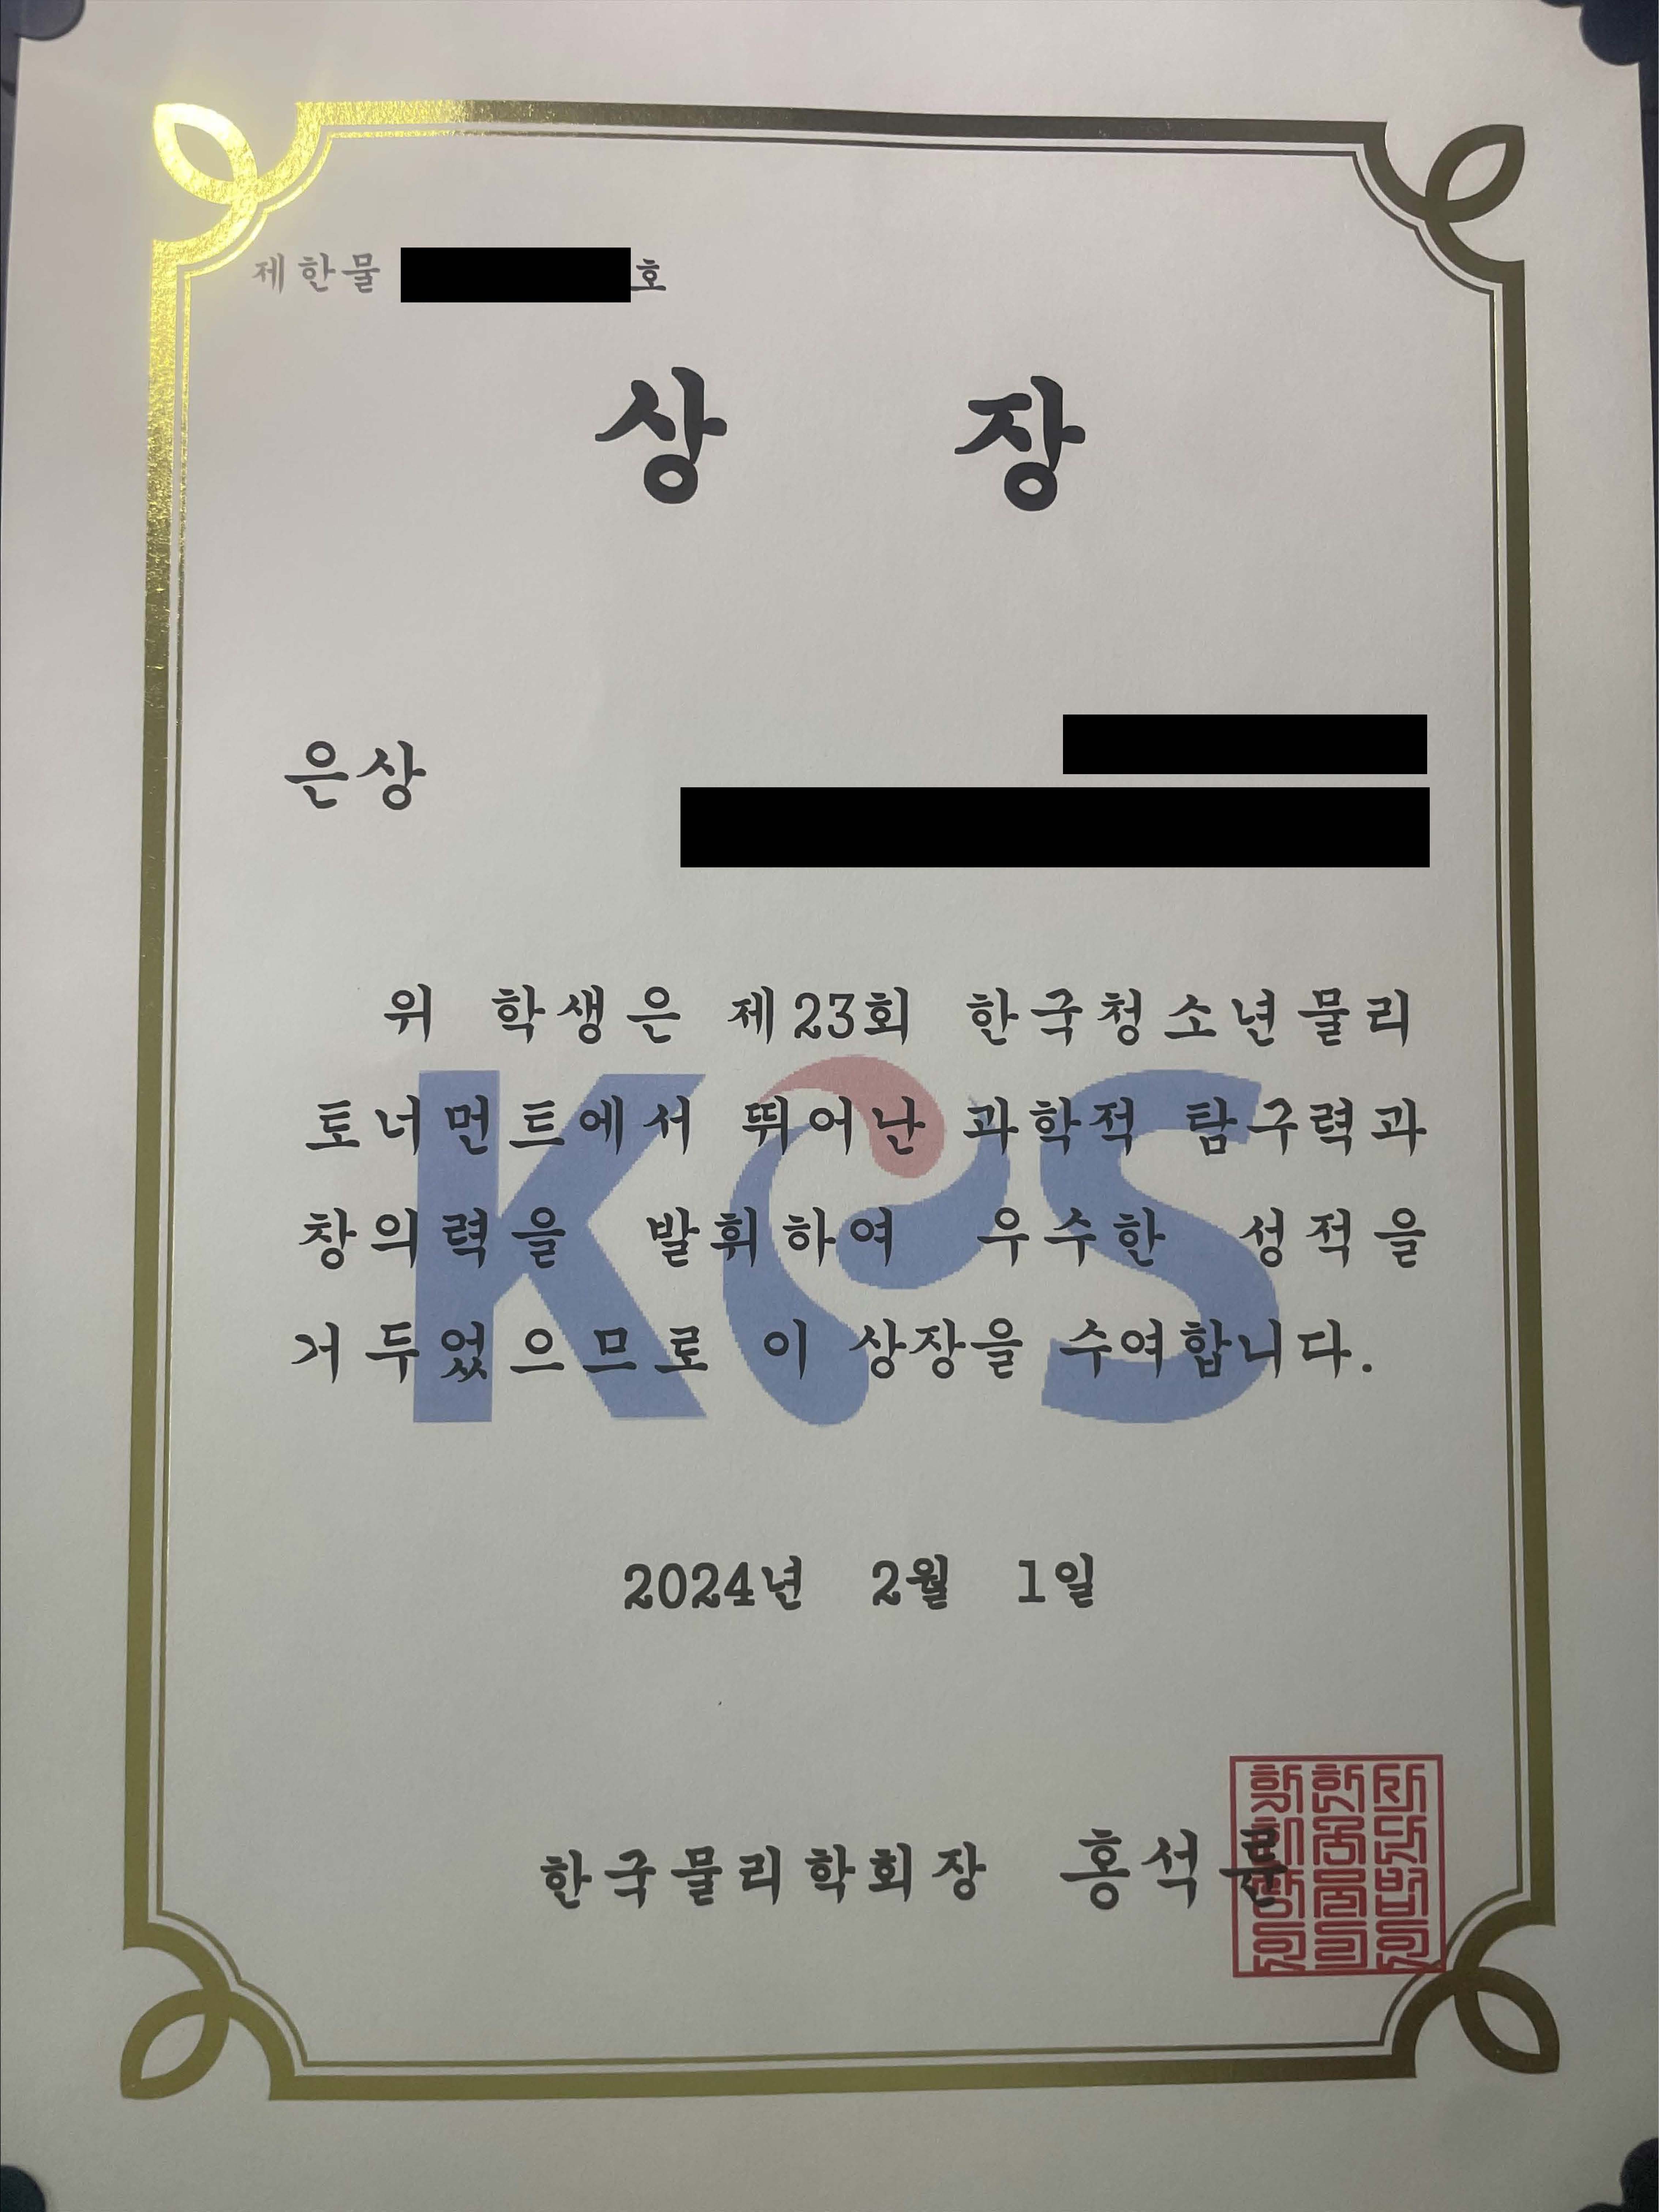 제한물 호
상 장
은상
위 학생은 제23회 한국청소년물리
토너먼트에서 뛰어난 과학적 탐구력과
창의력을 발휘하여 우수한 성적을
거두었으므로 이 상장을 수여합니다.
KPS
2024년 2월 1일
한국물리학회장 홍석륜